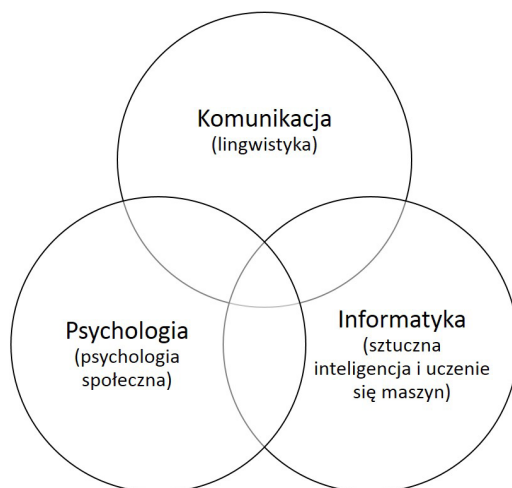 Komunikacja
(lingwistyka)
Psychologia
(psychologia
społeczna)
Informatyka
(sztuczna
inteligencja i uczenie
się maszyn)